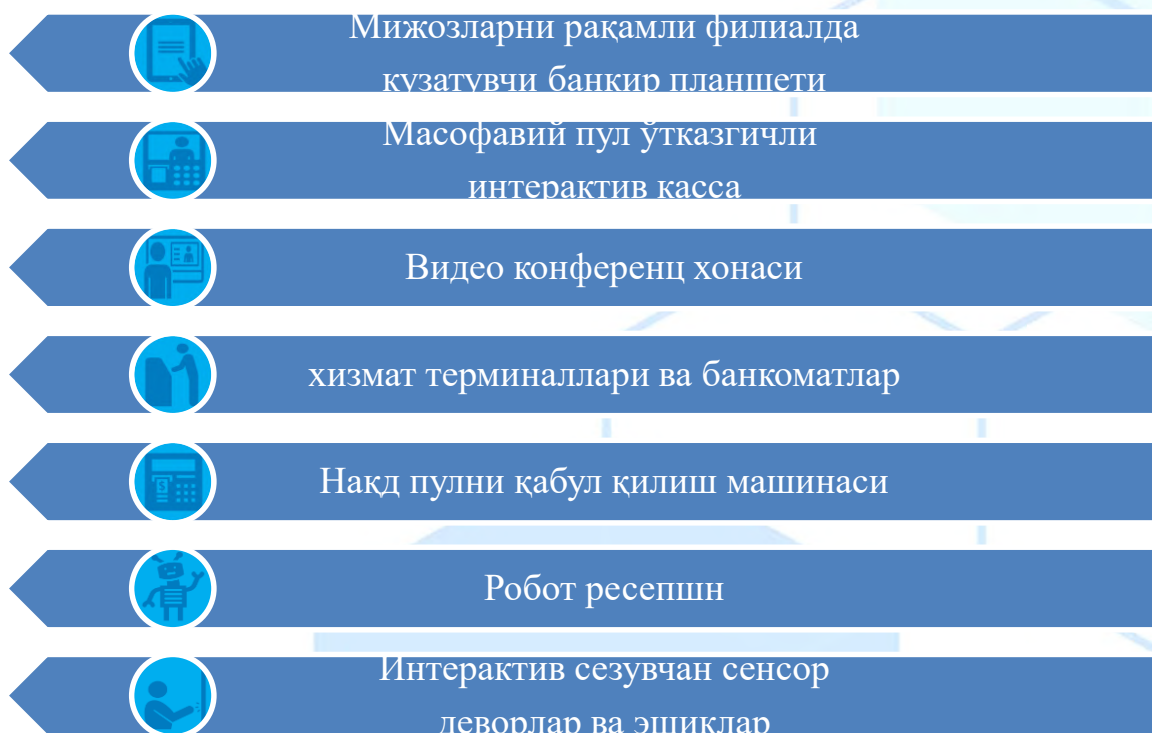 Мижозларни рақамли филиалда
кузатувчи банкир планшети
Масофавий пул ўтказгичли
интерактив касса
Видео конференц хонаси
хизмат терминаллари ва банкоматлар
Нақд пулни қабул қилиш машинаси
Робот ресепшн
Интерактив сезувчан сенсор
деворлар ва эшиклар